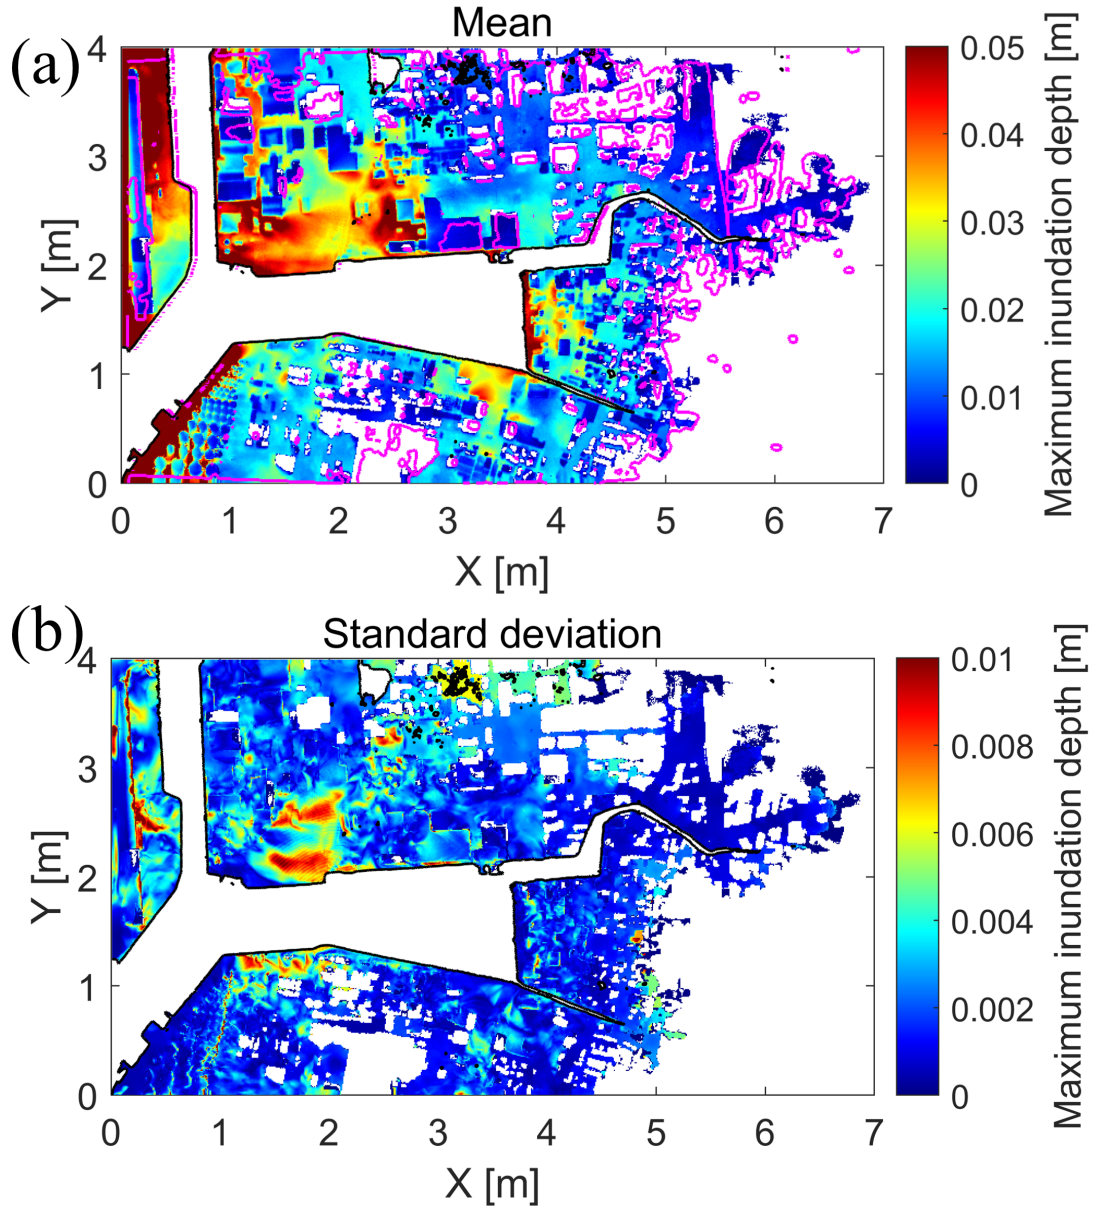 (a)
Mean
4
3
2
1
0
Y [m]
0 1 2 3 4 5 6 7
X [m]
0.05
0.04
0.03
0.02
0.01
0
Maximum inundation depth [m]
(b)
Standard deviation
4
3
2
1
0
Y [m]
0 1 2 3 4 5 6 7
X [m]
0.01
0.008
0.006
0.004
0.002
0
Maximum inundation depth [m]